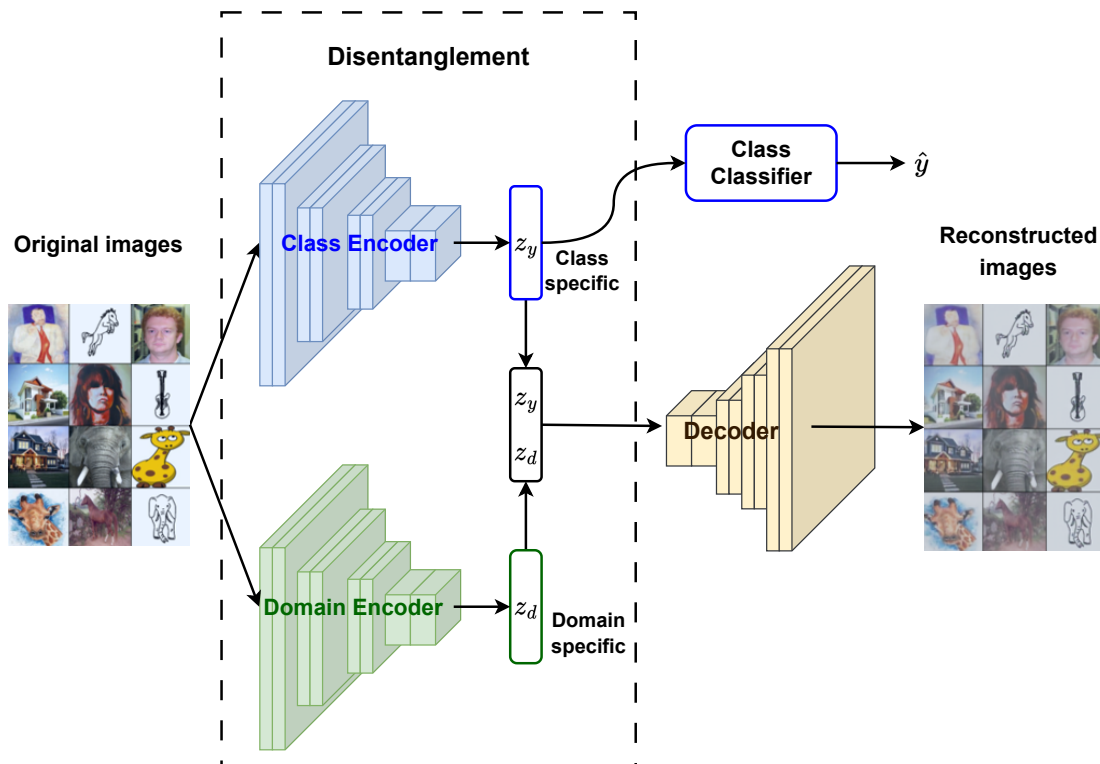 Disentanglement
Original images
Class Encoder
$z_y$
Class
specific
Class
Classifier
$\hat{y}$
$z_y$
$z_d$
Decoder
Reconstructed
images
Domain Encoder
$z_d$
Domain
specific